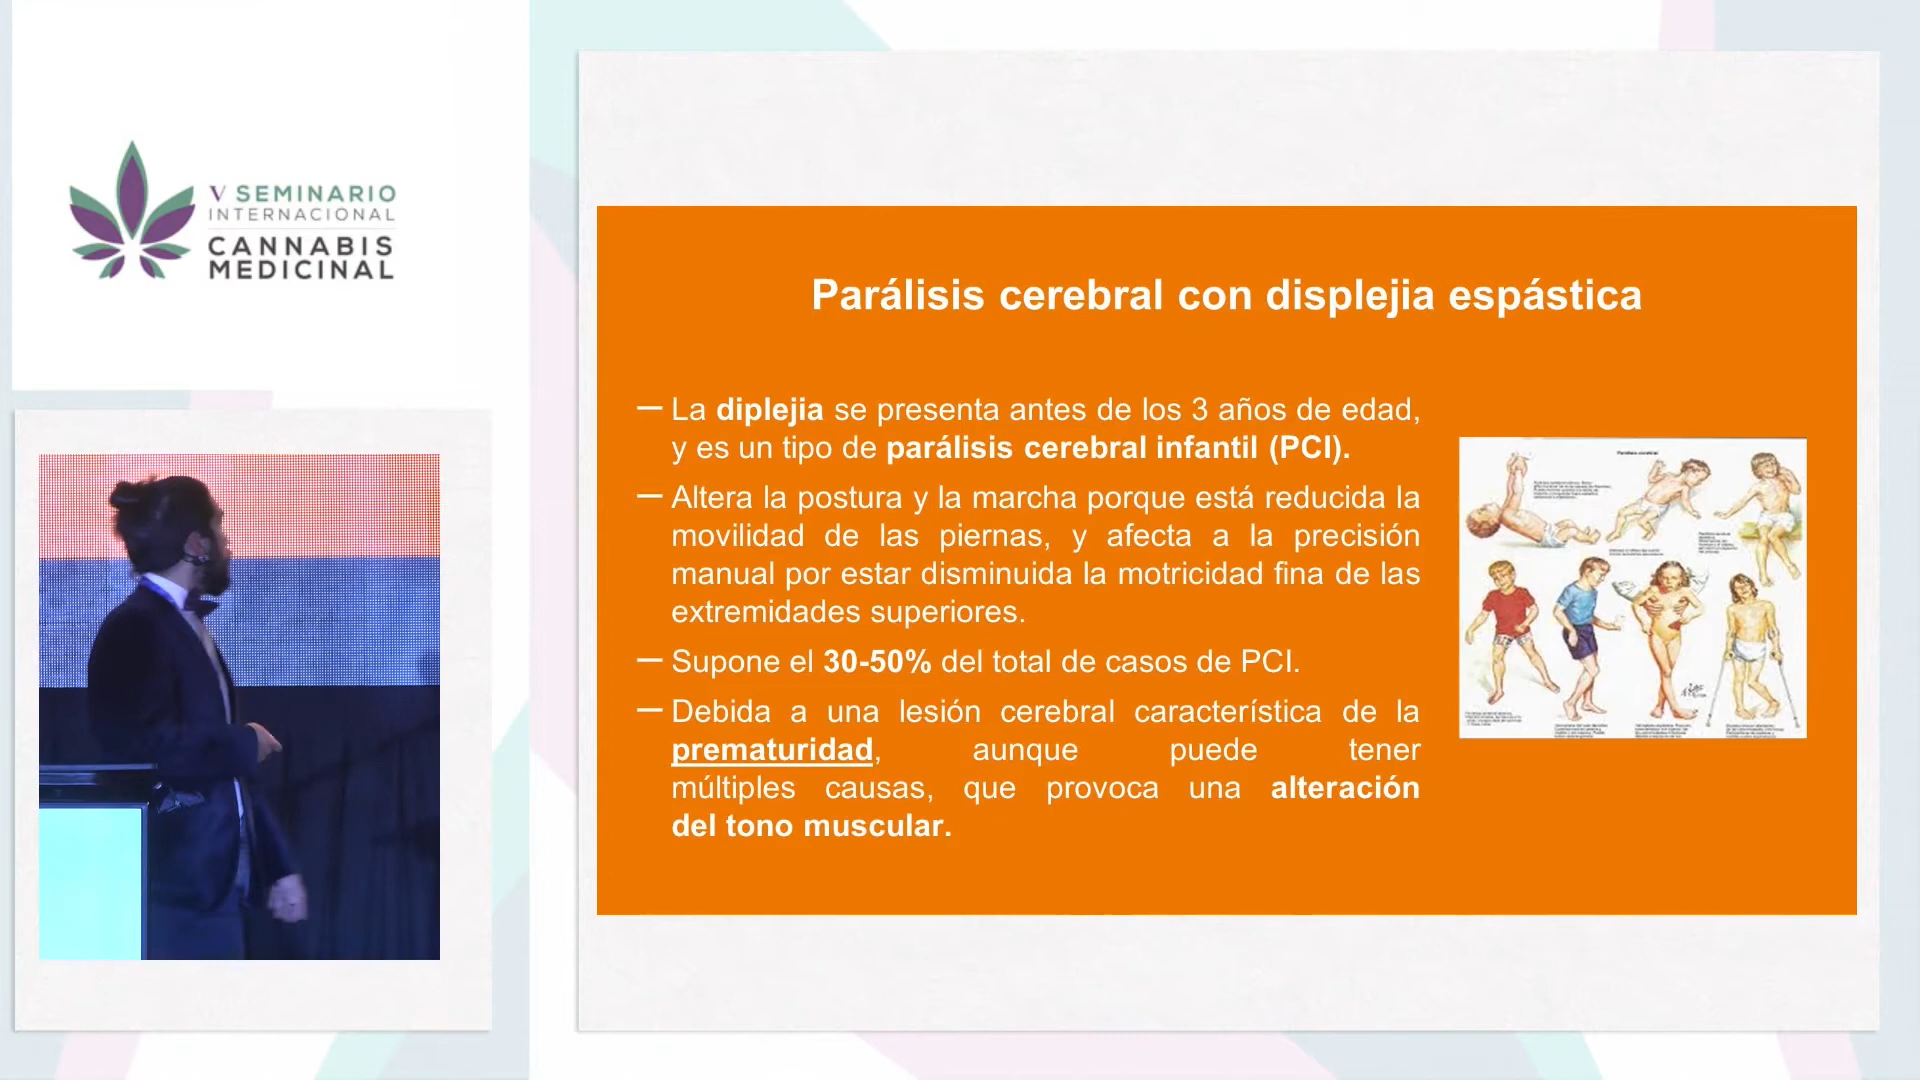 V SEMINARIO
INTERNACIONAL
CANNABIS
MEDICINAL
Parálisis cerebral con displejia espástica
— La diplejia se presenta antes de los 3 años de edad,
y es un tipo de parálisis cerebral infantil (PCI).
— Altera la postura y la marcha porque está reducida la
movilidad de las piernas, y afecta a la precisión
manual por estar disminuida la motricidad fina de las
extremidades superiores.
— Supone el 30-50% del total de casos de PCI.
— Debida a una lesión cerebral característica de la
prematuridad, aunque puede tener
múltiples causas, que provoca una alteración
del tono muscular.
Parálisis cerebral